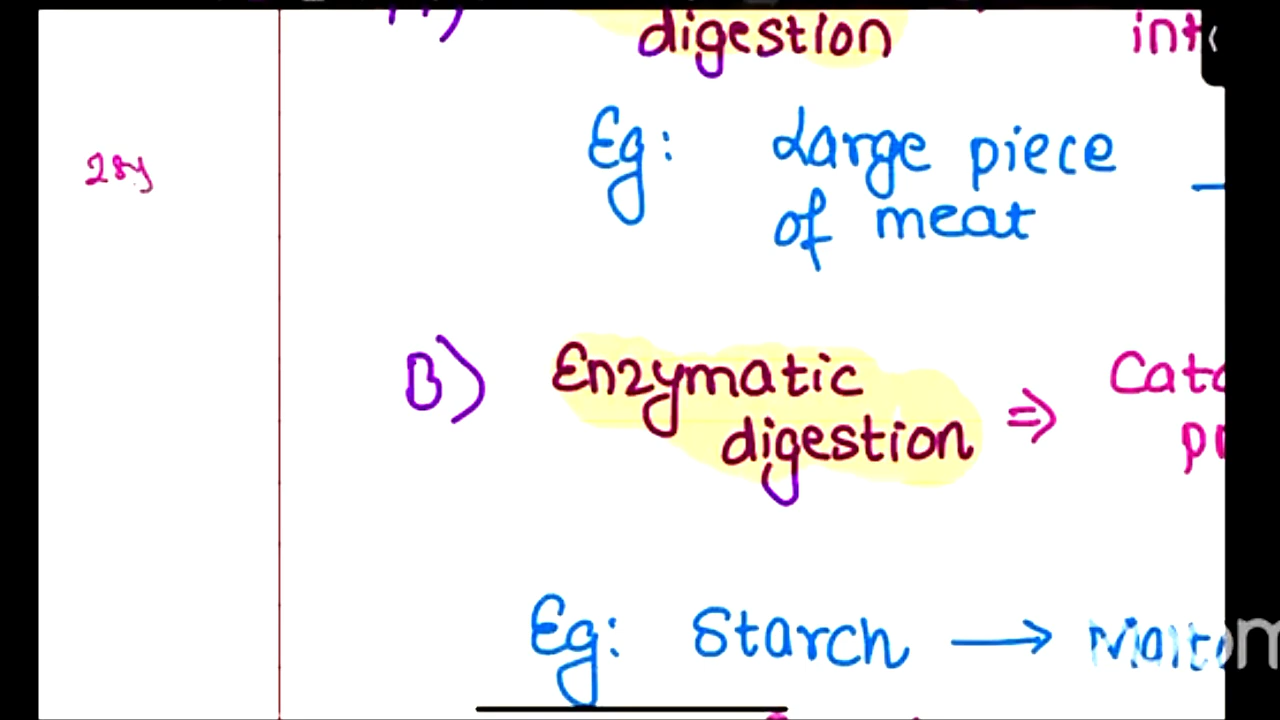 digestion
Eg: Large piece
of meat
B) Enzymatic
digestion ⇒
Eg: Starch →